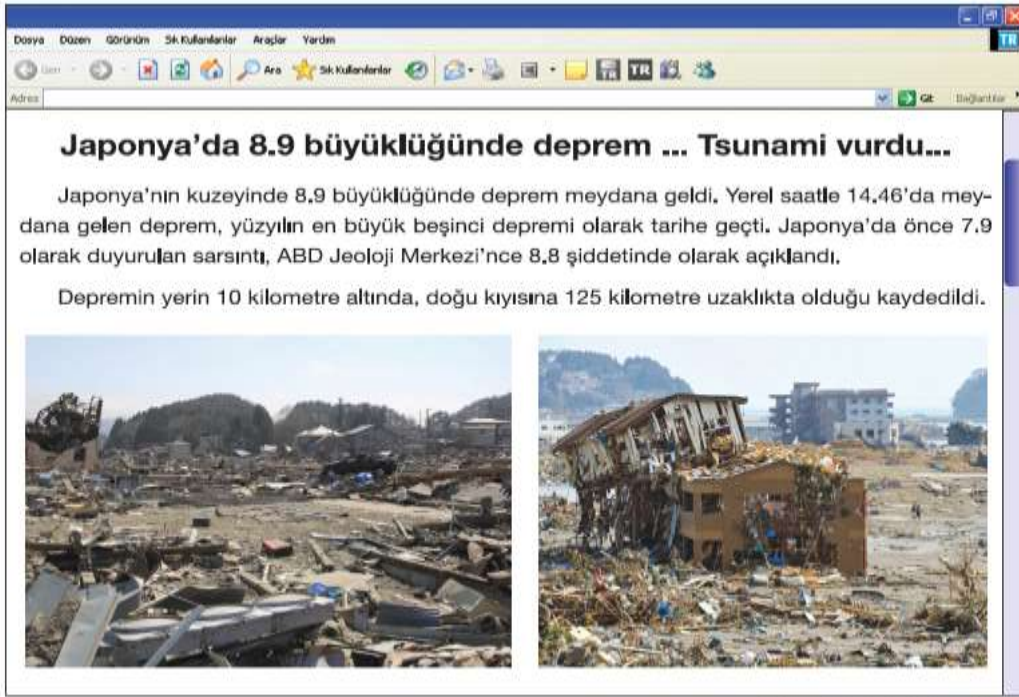 TR
Dosya Düzen Görünüm Sık Kullanılanlar Araçlar Yardım
Geri Ara Sık Kullanılanlar TR
Adres Git Bağlantılar
Japonya’da 8.9 büyüklüğünde deprem ... Tsunami vurdu...
Japonya’nın kuzeyinde 8.9 büyüklüğünde deprem meydana geldi. Yerel saatle 14.46’da mey-
dana gelen deprem, yüzyılın en büyük beşinci depremi olarak tarihe geçti. Japonya’da önce 7.9
olarak duyurulan sarsıntı, ABD Jeoloji Merkezi’nce 8.8 şiddetinde olarak açıklandı.
Depremin yerin 10 kilometre altında, doğu kıyısına 125 kilometre uzaklıkta olduğu kaydedildi.